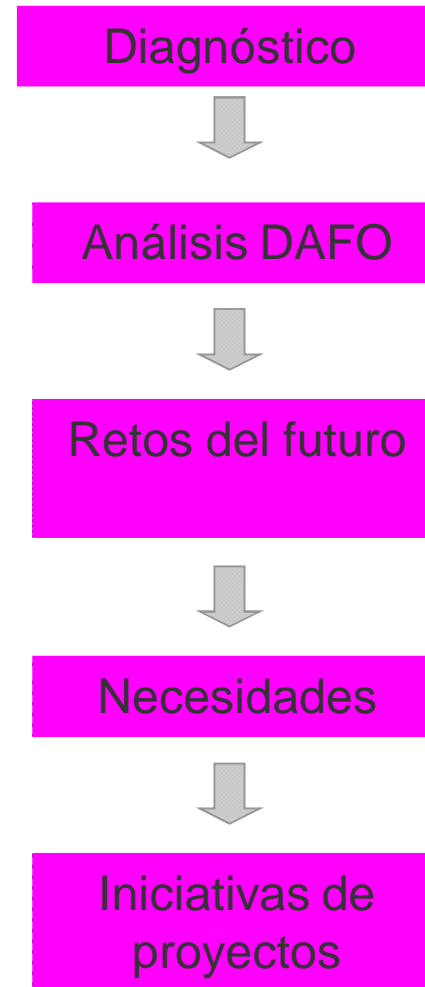 Diagnóstico
Análisis DAFO
Retos del futuro
Necesidades
Iniciativas de
proyectos